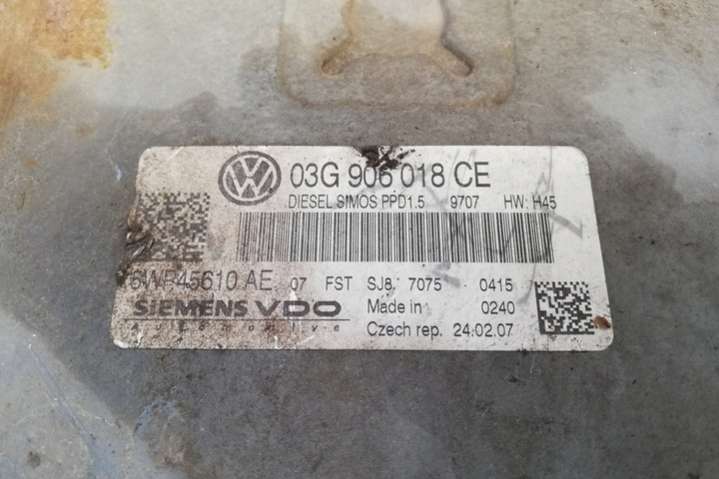 03G 906 018 CE
DIESEL SIMOS PPD1.5 9707 HW: H45
5WP45610 AE 07 FST SJ8 7075 0415
SIEMENS VDO Made in 0240
Automotive Czech rep. 24.02.07